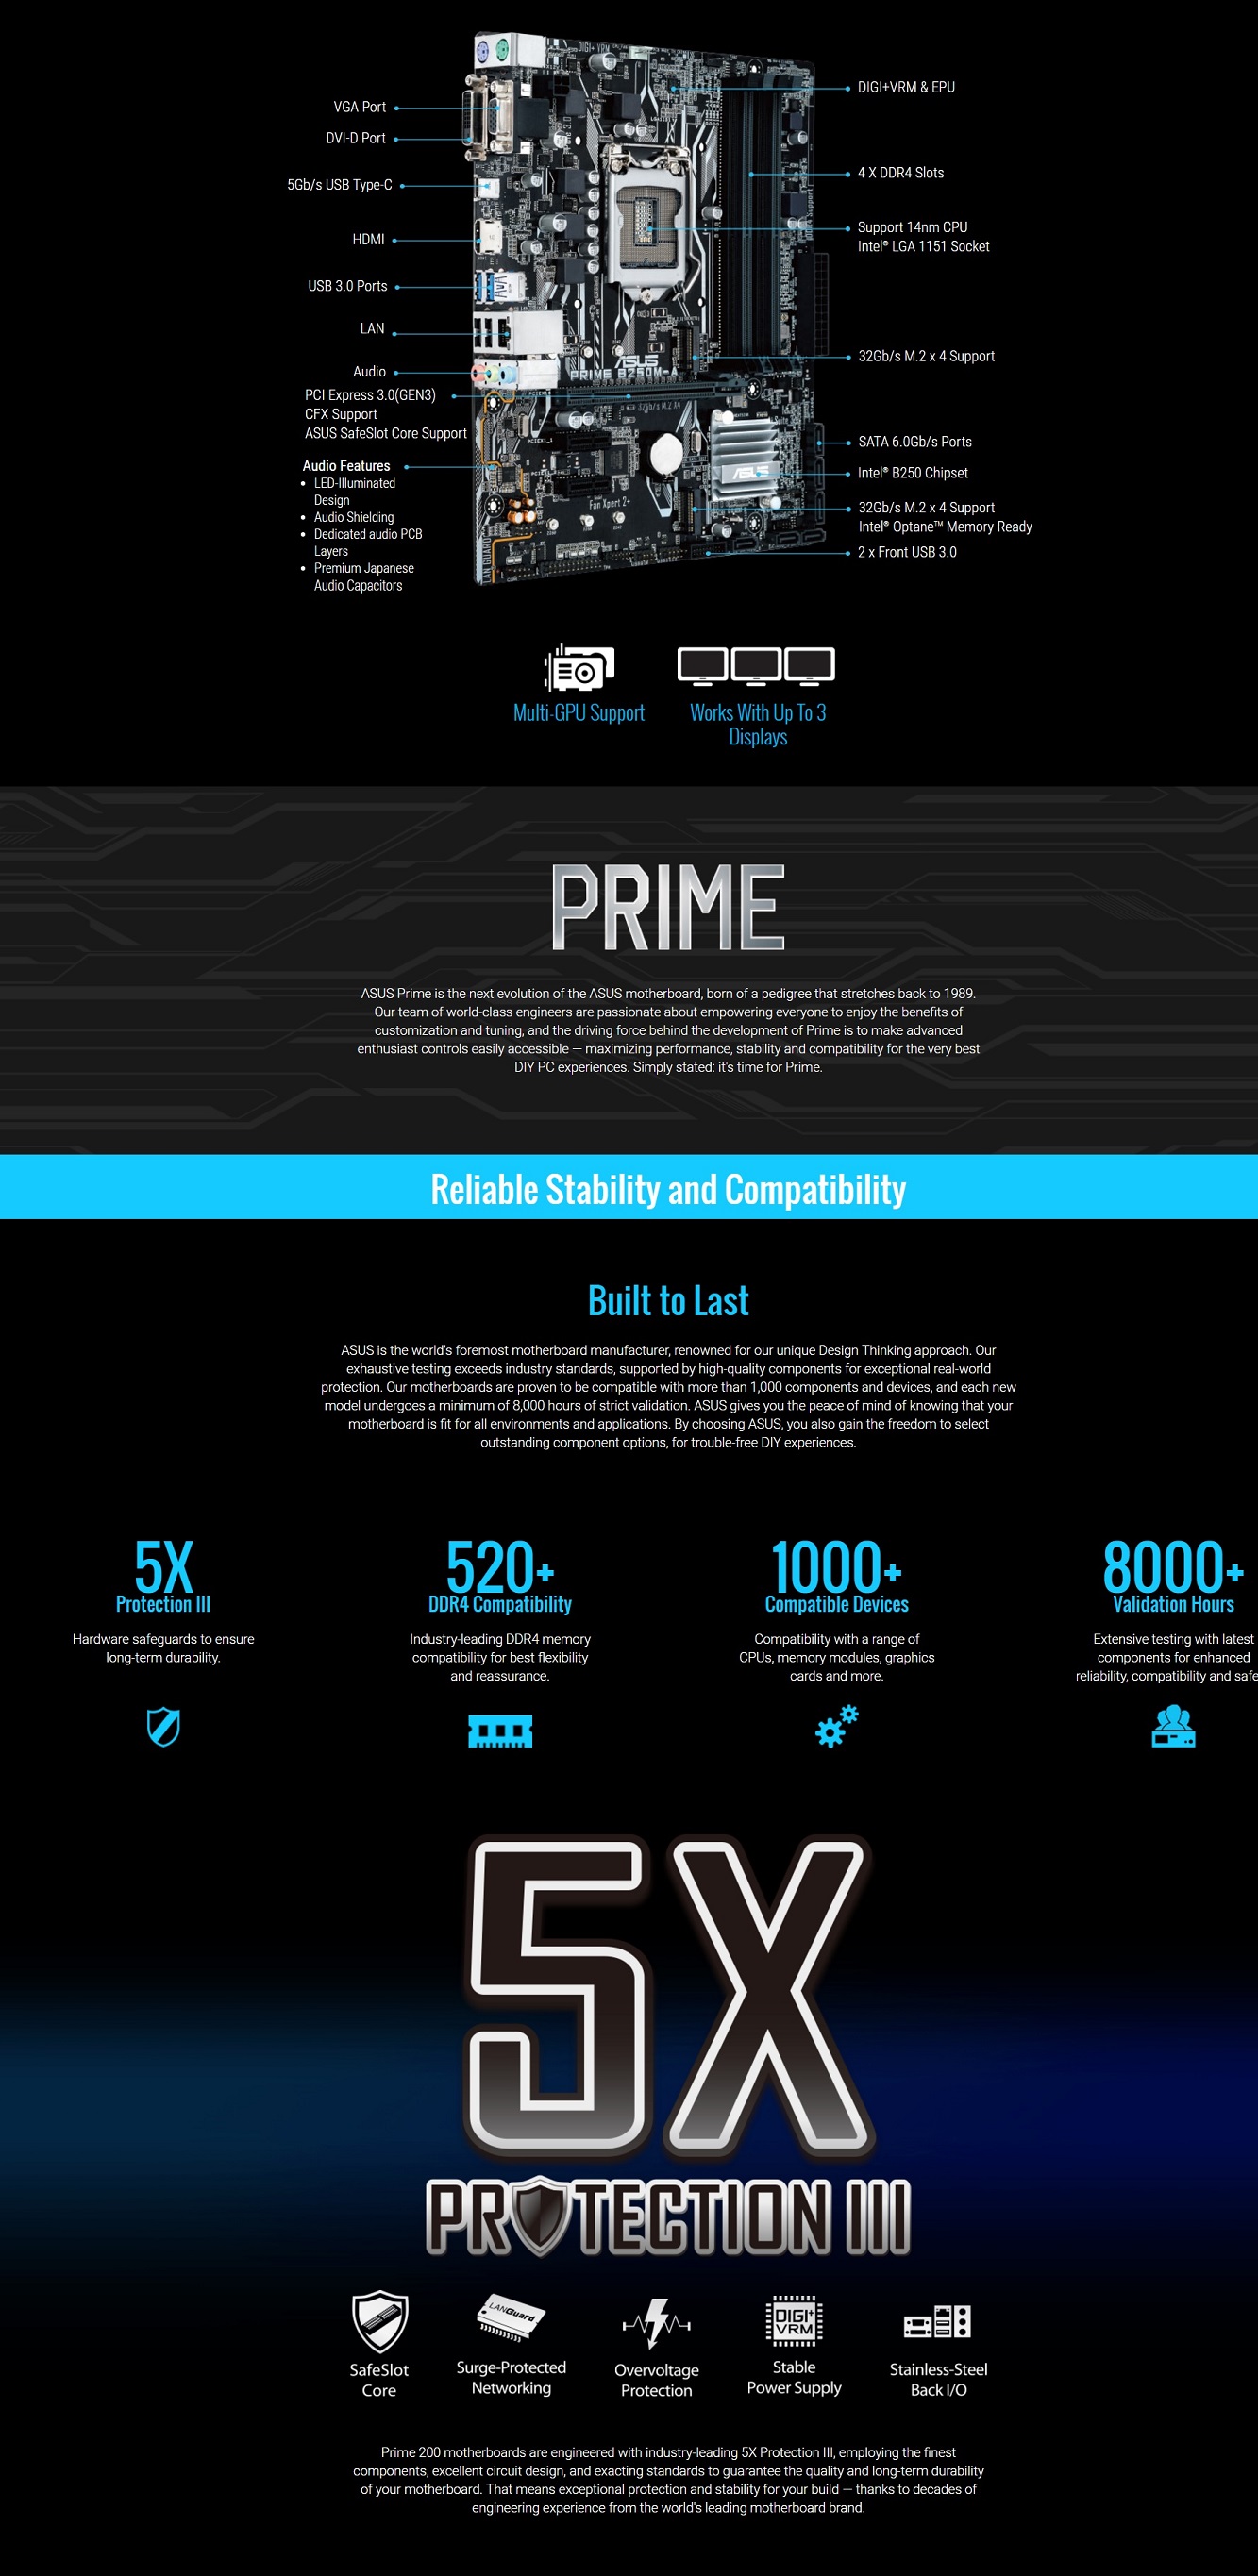 DIGI+ VRM
VGA Port
DVI-D Port
5Gb/s USB Type-C
HDMI
USB 3.0 Ports
LAN
Audio
PCI Express 3.0(GEN3)
CFX Support
ASUS SafeSlot Core Support
Audio Features
• LED-Illuminated
Design
• Audio Shielding
• Dedicated audio PCB
Layers
• Premium Japanese
Audio Capacitors
ASUS
PRIME B250M-A
32Gb/s M.2 X4
PCIEX1_1
ASUS
Fan Xpert 2+
LAN GUARD
DIGI+VRM & EPU
4 X DDR4 Slots
Support 14nm CPU
Intel® LGA 1151 Socket
32Gb/s M.2 x 4 Support
SATA 6.0Gb/s Ports
Intel® B250 Chipset
32Gb/s M.2 x 4 Support
Intel® Optane™ Memory Ready
2 x Front USB 3.0
Multi-GPU Support
Works With Up To 3
Displays
PRIME
ASUS Prime is the next evolution of the ASUS motherboard, born of a pedigree that stretches back to 1989.
Our team of world-class engineers are passionate about empowering everyone to enjoy the benefits of
customization and tuning, and the driving force behind the development of Prime is to make advanced
enthusiast controls easily accessible — maximizing performance, stability and compatibility for the very best
DIY PC experiences. Simply stated: it's time for Prime.
Reliable Stability and Compatibility
Built to Last
ASUS is the world's foremost motherboard manufacturer, renowned for our unique Design Thinking approach. Our
exhaustive testing exceeds industry standards, supported by high-quality components for exceptional real-world
protection. Our motherboards are proven to be compatible with more than 1,000 components and devices, and each new
model undergoes a minimum of 8,000 hours of strict validation. ASUS gives you the peace of mind of knowing that your
motherboard is fit for all environments and applications. By choosing ASUS, you also gain the freedom to select
outstanding component options, for trouble-free DIY experiences.
5X
Protection III
Hardware safeguards to ensure
long-term durability.
520+
DDR4 Compatibility
Industry-leading DDR4 memory
compatibility for best flexibility
and reassurance.
1000+
Compatible Devices
Compatibility with a range of
CPUs, memory modules, graphics
cards and more.
8000+
Validation Hours
Extensive testing with latest
components for enhanced
reliability, compatibility and safe
5X
PROTECTION III
SafeSlot
Core
LANGuard
Surge-Protected
Networking
Overvoltage
Protection
DIGI+
VRM
Stable
Power Supply
Stainless-Steel
Back I/O
Prime 200 motherboards are engineered with industry-leading 5X Protection III, employing the finest
components, excellent circuit design, and exacting standards to guarantee the quality and long-term durability
of your motherboard. That means exceptional protection and stability for your build — thanks to decades of
engineering experience from the world's leading motherboard brand.